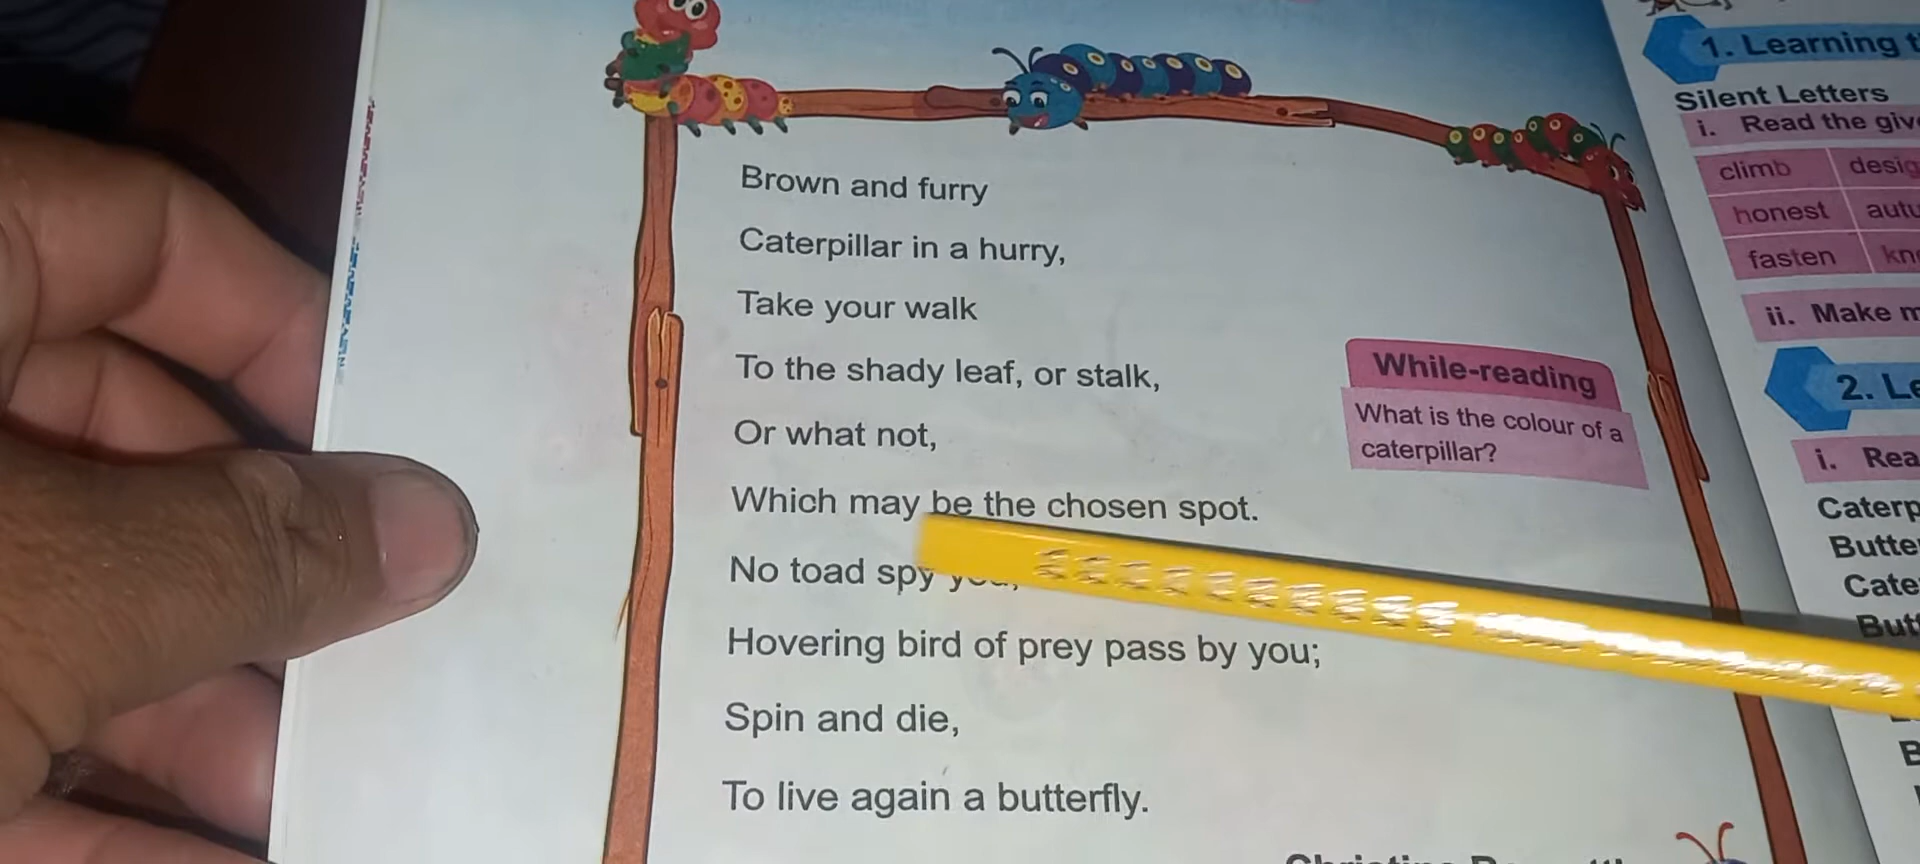 Brown and furry
Caterpillar in a hurry,
Take your walk
To the shady leaf, or stalk,
Or what not,
Which may be the chosen spot.
No toad spy you,
Hovering bird of prey pass by you;
Spin and die,
To live again a butterfly.
While-reading
What is the colour of a
caterpillar?
1. Learning
Silent Letters
i. Read the
climb
honest
fasten
ii. Make
2.
i.